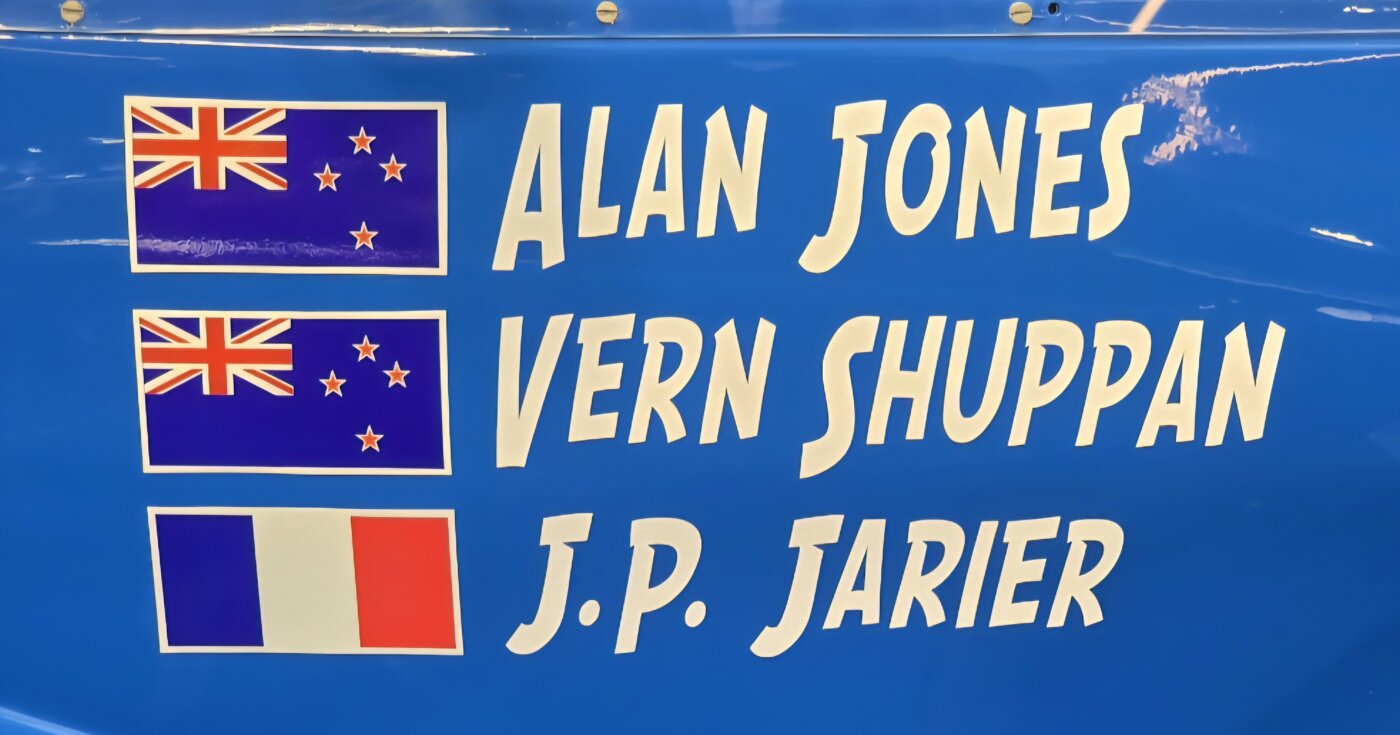 ALAN JONES
VERN SHUPPAN
J.P. JARIER